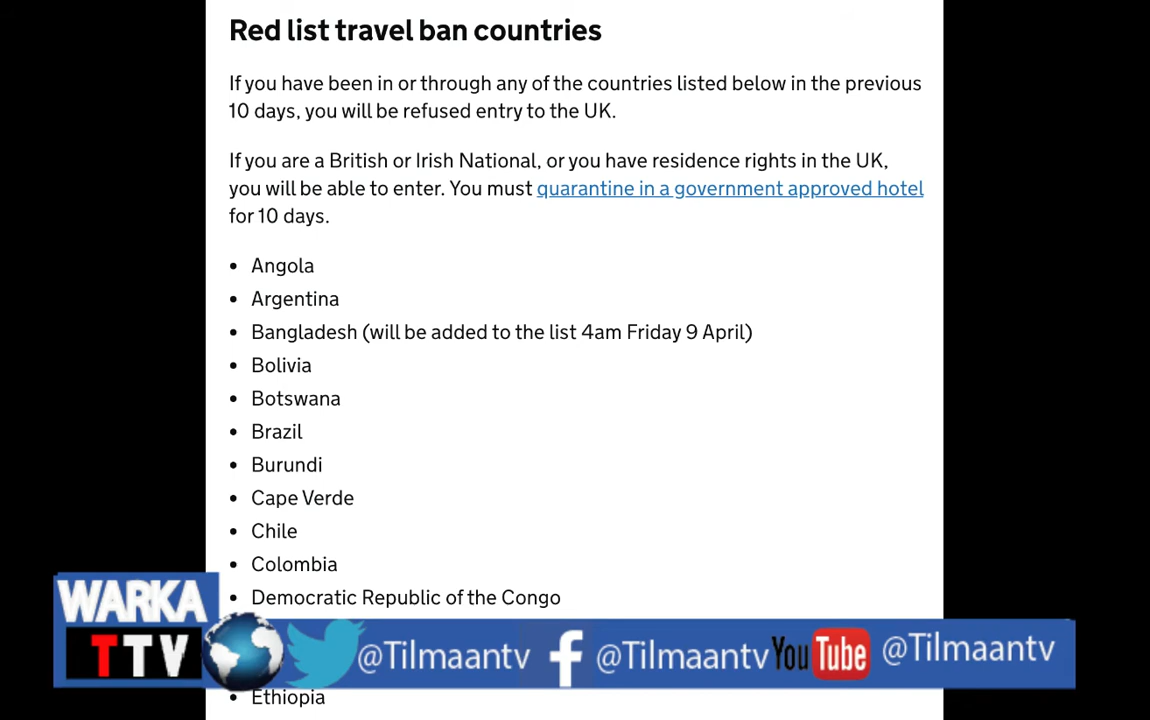 Red list travel ban countries
If you have been in or through any of the countries listed below in the previous
10 days, you will be refused entry to the UK.
If you are a British or Irish National, or you have residence rights in the UK,
you will be able to enter. You must quarantine in a government approved hotel
for 10 days.
• Angola
• Argentina
• Bangladesh (will be added to the list 4am Friday 9 April)
• Bolivia
• Botswana
• Brazil
• Burundi
• Cape Verde
• Chile
• Colombia
• Democratic Republic of the Congo
WARKA
TTV
@Tilmaantv
@Tilmaantv
YouTube @Tilmaantv
• Ethiopia